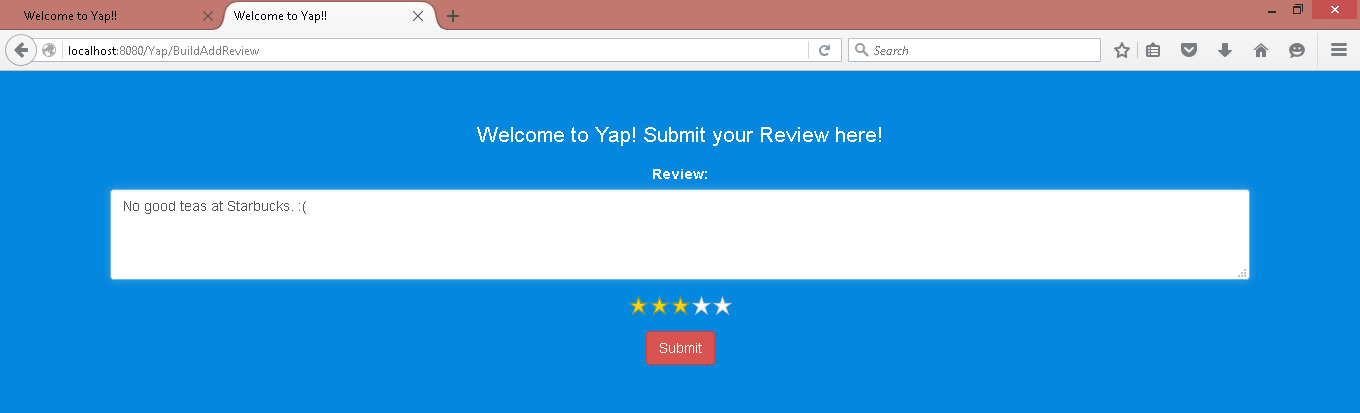 Welcome to Yap!!
Welcome to Yap!!
localhost:8080/Yap/BuildAddReview
Search
Welcome to Yap! Submit your Review here!
Review:
No good teas at Starbucks. :(
Submit